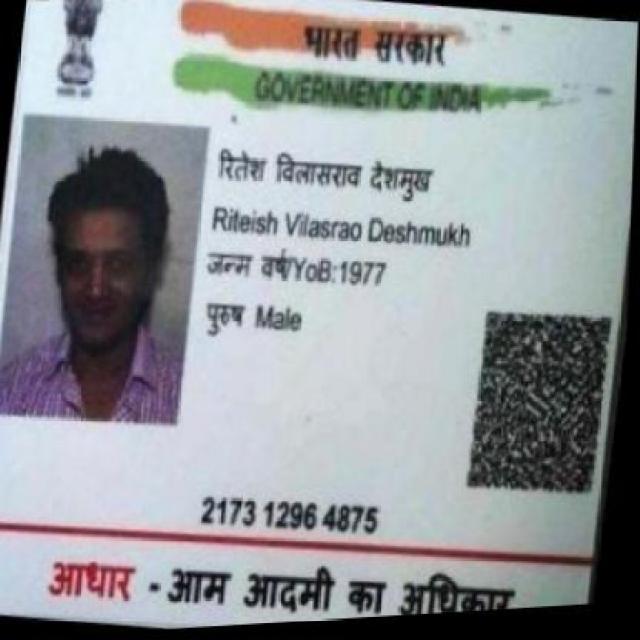 भारत सरकार
GOVERNMENT OF INDIA
रितेश विलासराव देशमुख
Riteish Vilasrao Deshmukh
जन्म वर्ष/YoB:1977
पुरुष Male
2173 1296 4875
आधार - आम आदमी का अधिकार